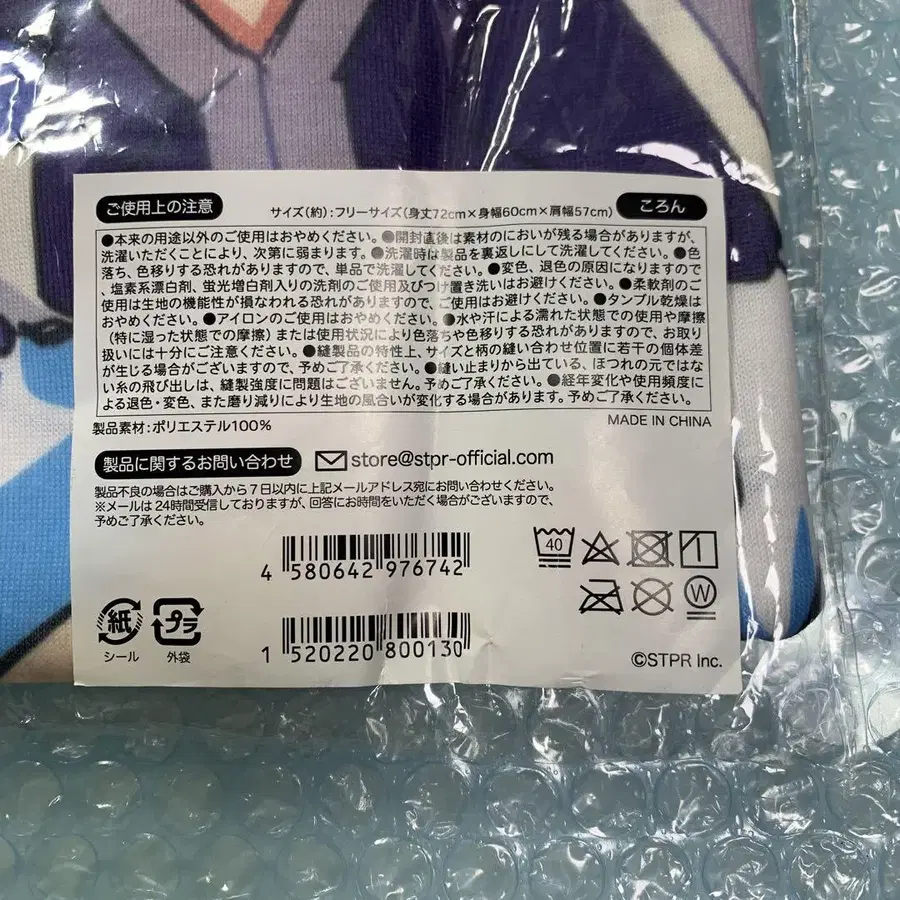 ご使用上の注意 サイズ(約):フリーサイズ(身丈72cm×身幅60cm×肩幅57cm) ころん
●本来の用途以外のご使用はおやめください。●開封直後は素材のにおいが残る場合がありますが、
洗濯いただくことにより、次第に弱まります。●洗濯時は製品を裏返しにして洗濯してください。●色
落ち、色移りする恐れがありますので、単品で洗濯してください。●変色、退色の原因になりますので
、塩素系漂白剤、蛍光増白剤入りの洗剤のご使用及びつけ置き洗いはお避けください。●柔軟剤のご
使用は生地の機能性が損なわれる恐れがありますので、ご使用はお避けください。●タンブル乾燥は
おやめください。●アイロンのご使用はおやめください。●水や汗による濡れた状態での使用や摩擦
(特に湿った状態での摩擦)または使用状況により色落ちや色移りする恐れがありますので、お取り
扱いには十分にご注意ください。●縫製品の特性上、サイズと柄の縫い合わせ位置に若干の個体差
が生じる場合がございますが、予めご了承ください。●縫い止まりから出ている、ほつれの元ではな
い糸の飛び出しは、縫製強度に問題はございません。予めご了承ください。●経年変化や使用頻度に
よる退色・変色、また磨り減りにより生地の風合いが変化する場合があります。予めご了承ください。
製品素材:ポリエステル100% MADE IN CHINA
製品に関するお問い合わせ store@stpr-official.com
製品不良の場合はご購入から7日以内に上記メールアドレス宛にお問い合わせください。
※メールは24時間受信しておりますが、回答にお時間をいただく場合がございますので、
予めご了承ください。
40
4 580642 976742
W
紙 プラ
シール 外袋
1 520220 800130
©STPR Inc.